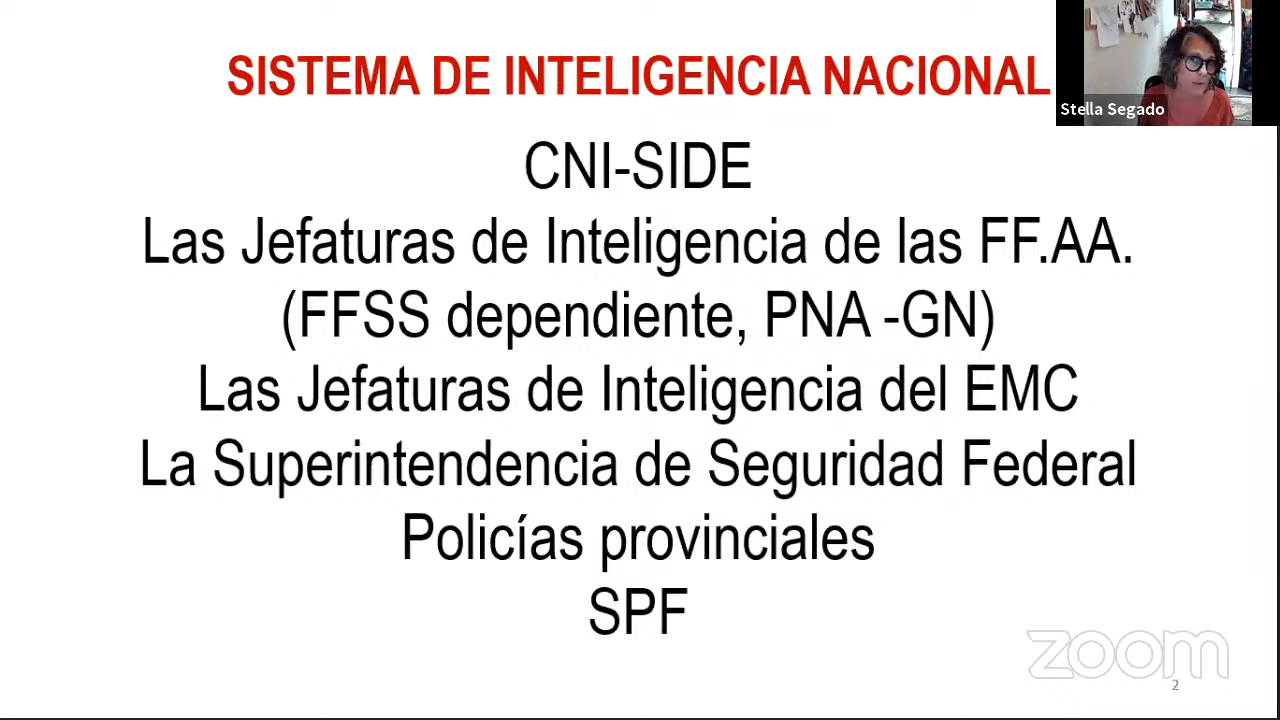 SISTEMA DE INTELIGENCIA NACIONAL
Stella Segado
CNI-SIDE
Las Jefaturas de Inteligencia de las FF.AA.
(FFSS dependiente, PNA -GN)
Las Jefaturas de Inteligencia del EMC
La Superintendencia de Seguridad Federal
Policías provinciales
SPF
zoom
2